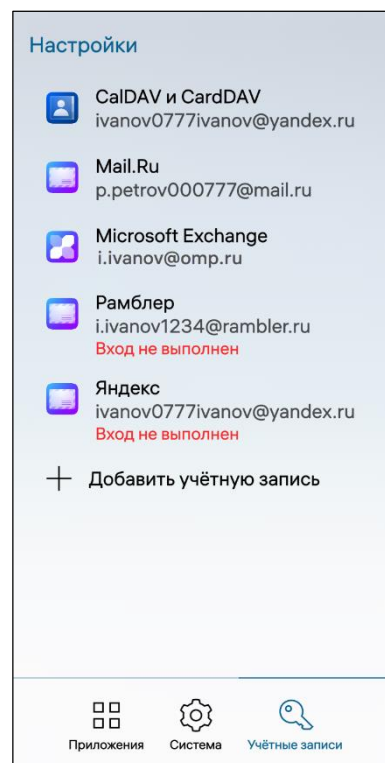 Настройки
CalDAV и CardDAV
ivanov0777ivanov@yandex.ru
Mail.Ru
p.petrov000777@mail.ru
Microsoft Exchange
i.ivanov@omp.ru
Рамблер
i.ivanov1234@rambler.ru
Вход не выполнен
Яндекс
ivanov0777ivanov@yandex.ru
Вход не выполнен
Добавить учётную запись
Приложения Система Учётные записи